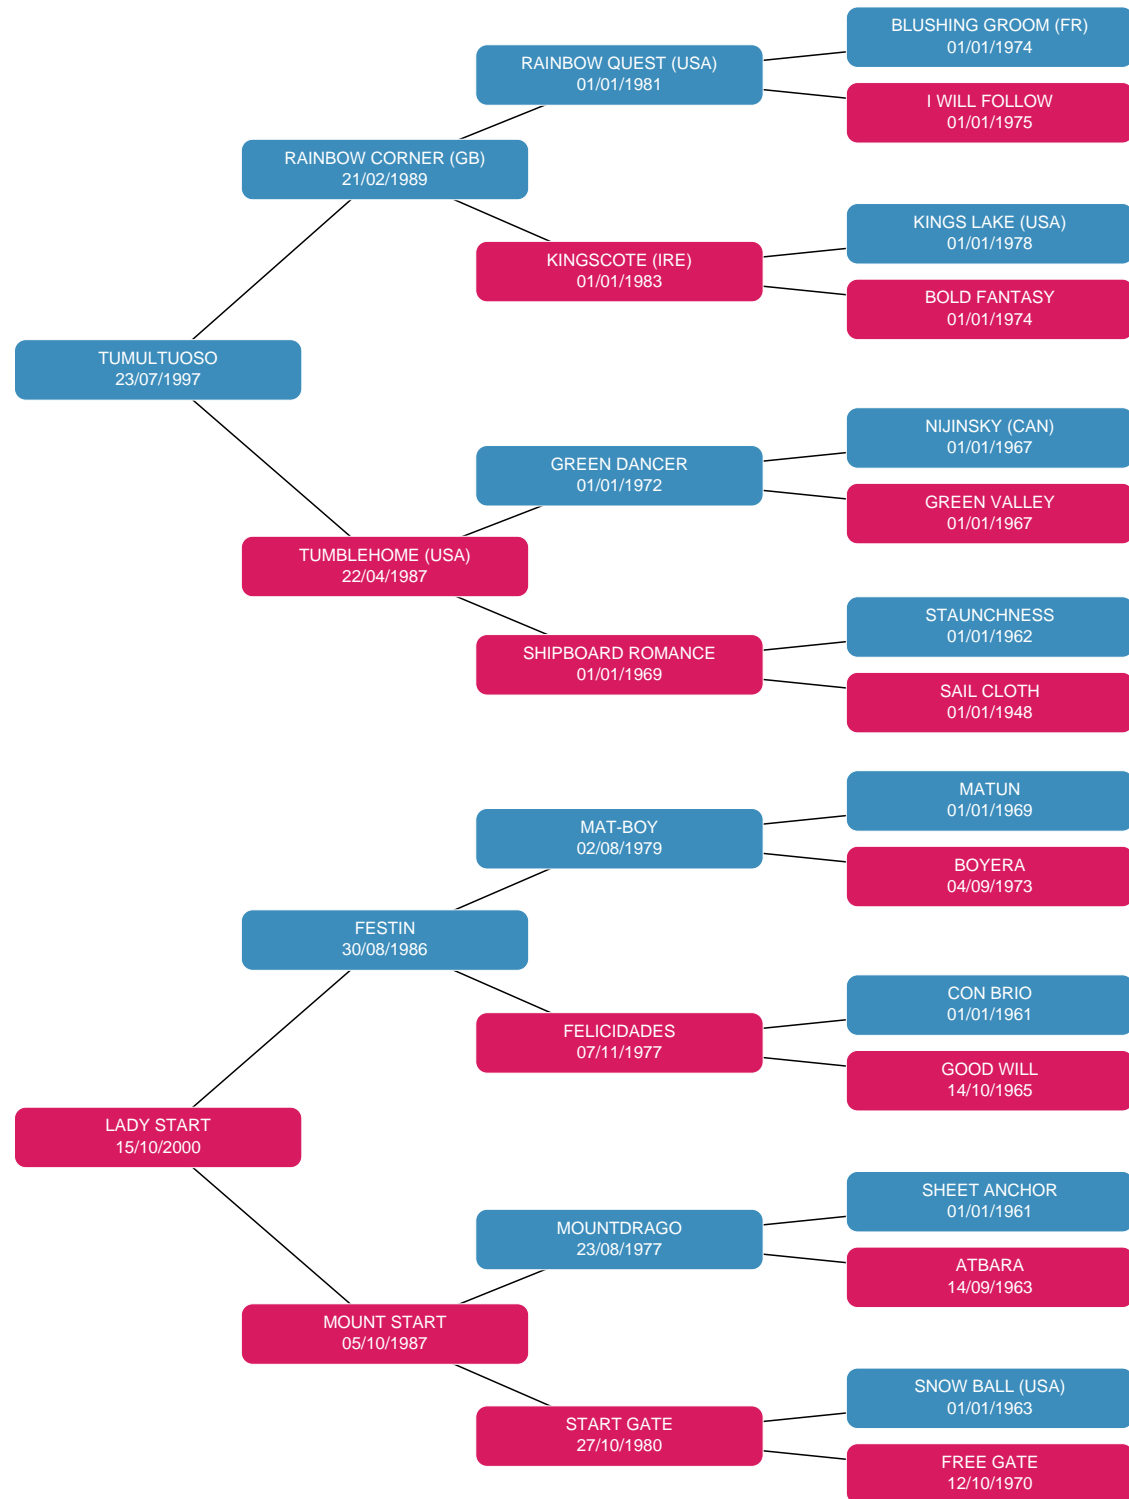 BLUSHING GROOM (FR)
01/01/1974
RAINBOW QUEST (USA)
01/01/1981
I WILL FOLLOW
01/01/1975
RAINBOW CORNER (GB)
21/02/1989
KINGS LAKE (USA)
01/01/1978
KINGSCOTE (IRE)
01/01/1983
BOLD FANTASY
01/01/1974
TUMULTUOSO
23/07/1997
NIJINSKY (CAN)
01/01/1967
GREEN DANCER
01/01/1972
GREEN VALLEY
01/01/1967
TUMBLEHOME (USA)
22/04/1987
STAUNCHNESS
01/01/1962
SHIPBOARD ROMANCE
01/01/1969
SAIL CLOTH
01/01/1948
MATUN
01/01/1969
MAT-BOY
02/08/1979
BOYERA
04/09/1973
FESTIN
30/08/1986
CON BRIO
01/01/1961
FELICIDADES
07/11/1977
GOOD WILL
14/10/1965
LADY START
15/10/2000
SHEET ANCHOR
01/01/1961
MOUNTDRAGO
23/08/1977
ATBARA
14/09/1963
MOUNT START
05/10/1987
SNOW BALL (USA)
01/01/1963
START GATE
27/10/1980
FREE GATE
12/10/1970